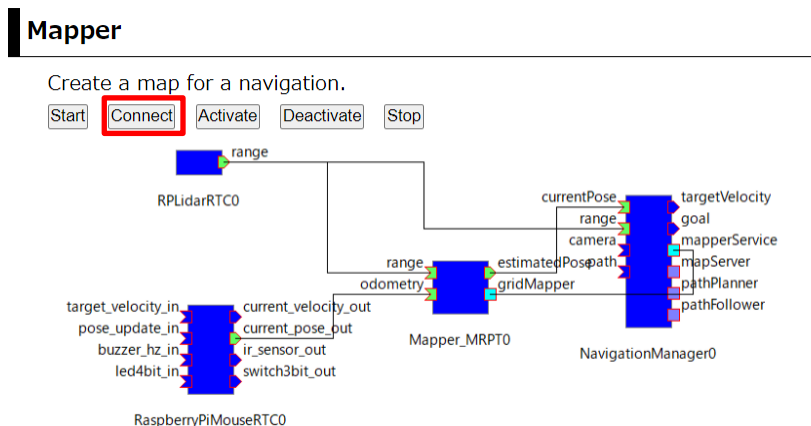 Mapper
Create a map for a navigation.
Start Connect Activate Deactivate Stop
range
RPLidarRTC0
currentPose targetVelocity
range goal
camera mapperService
path mapServer
pathPlanner
pathFollower
NavigationManager0
range estimatedPose
odometry gridMapper
Mapper_MRPT0
target_velocity_in current_velocity_out
pose_update_in current_pose_out
buzzer_hz_in ir_sensor_out
led4bit_in switch3bit_out
RaspberryPiMouseRTC0